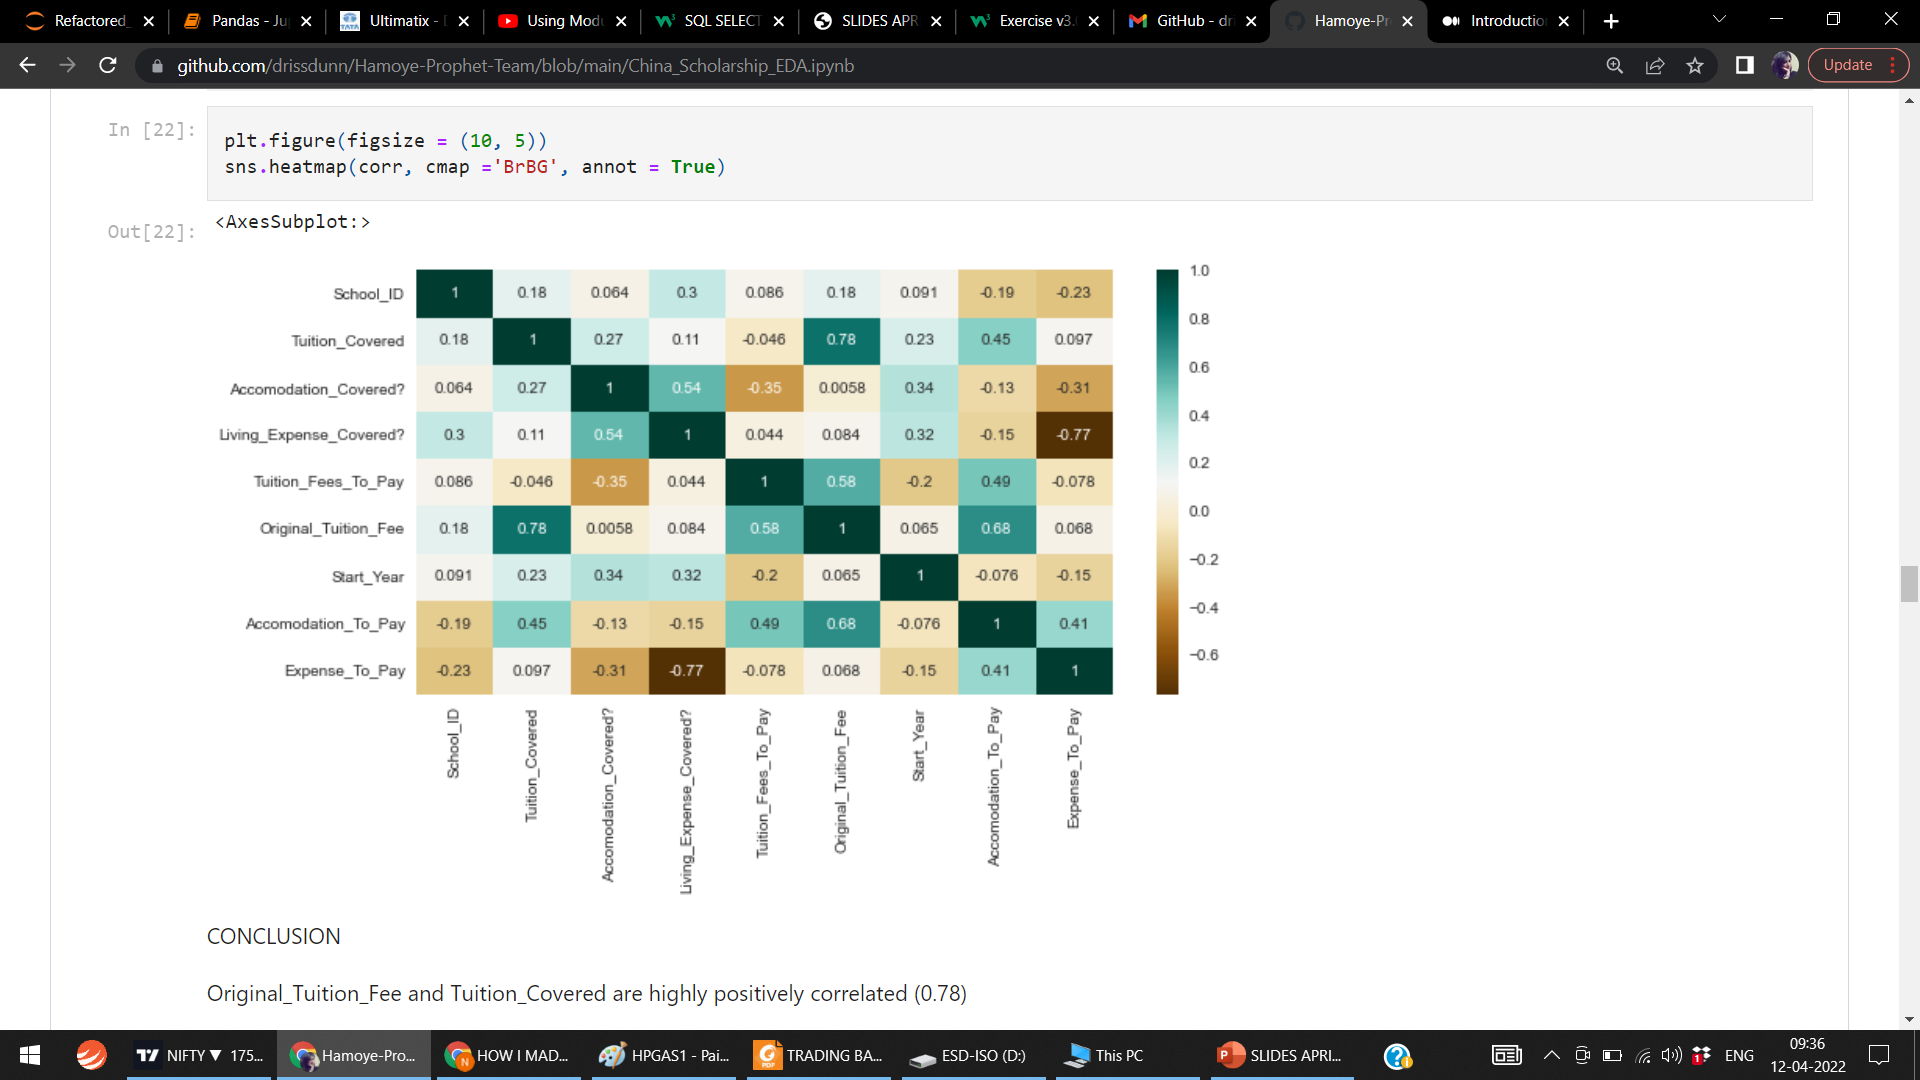 Refactored_
Pandas - Ju
Ultimatix - D
Using Modu
SQL SELECT
SLIDES APR
Exercise v3.
GitHub - dri
Hamoye-Pr
Introductio
github.com/drissdunn/Hamoye-Prophet-Team/blob/main/China_Scholarship_EDA.ipynb
Update
In [22]:
plt.figure(figsize = (10, 5))
sns.heatmap(corr, cmap ='BrBG', annot = True)
Out[22]:
<AxesSubplot:>
School_ID 1 0.18 0.064 0.3 0.086 0.18 0.091 -0.19 -0.23
Tuition_Covered 0.18 1 0.27 0.11 -0.046 0.78 0.23 0.45 0.097
Accomodation_Covered? 0.064 0.27 1 0.54 -0.35 0.0058 0.34 -0.13 -0.31
Living_Expense_Covered? 0.3 0.11 0.54 1 0.044 0.084 0.32 -0.15 -0.77
Tuition_Fees_To_Pay 0.086 -0.046 -0.35 0.044 1 0.58 -0.2 0.49 -0.078
Original_Tuition_Fee 0.18 0.78 0.0058 0.084 0.58 1 0.065 0.68 0.068
Start_Year 0.091 0.23 0.34 0.32 -0.2 0.065 1 -0.076 -0.15
Accomodation_To_Pay -0.19 0.45 -0.13 -0.15 0.49 0.68 -0.076 1 0.41
Expense_To_Pay -0.23 0.097 -0.31 -0.77 -0.078 0.068 -0.15 0.41 1
School_ID
Tuition_Covered
Accomodation_Covered?
Living_Expense_Covered?
Tuition_Fees_To_Pay
Original_Tuition_Fee
Start_Year
Accomodation_To_Pay
Expense_To_Pay
1.0
0.8
0.6
0.4
0.2
0.0
−0.2
−0.4
−0.6
CONCLUSION
Original_Tuition_Fee and Tuition_Covered are highly positively correlated (0.78)
NIFTY ▼ 175...
Hamoye-Pro...
HOW I MAD...
HPGAS1 - Pai...
TRADING BA...
ESD-ISO (D:)
This PC
SLIDES APRI...
ENG
09:36
12-04-2022